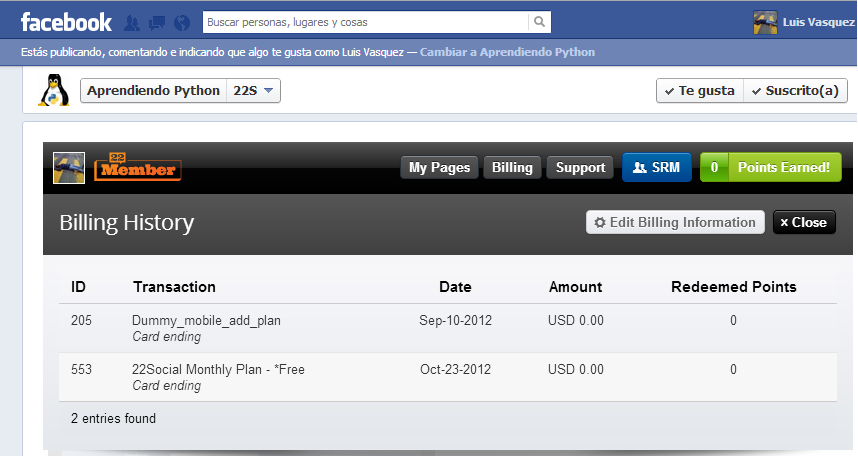 facebook
Buscar personas, lugares y cosas
Luis Vasquez
Estás publicando, comentando e indicando que algo te gusta como Luis Vasquez — Cambiar a Aprendiendo Python
Aprendiendo Python 22S
Te gusta Suscrito(a)
22 Member
My Pages Billing Support SRM 0 Points Earned!
Billing History
Edit Billing Information × Close
ID Transaction Date Amount Redeemed Points
205 Dummy_mobile_add_plan Sep-10-2012 USD 0.00 0
Card ending
553 22Social Monthly Plan - *Free Oct-23-2012 USD 0.00 0
Card ending
2 entries found